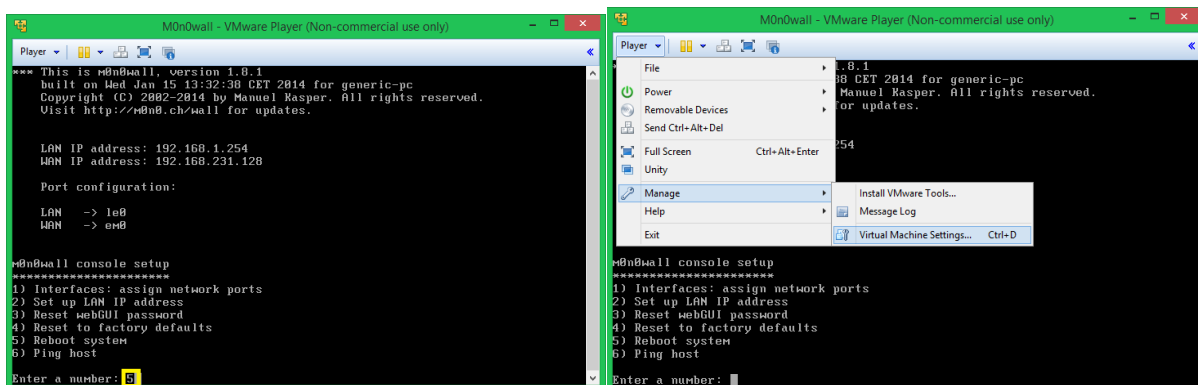 M0n0wall - VMware Player (Non-commercial use only)
Player
*** This is m0n0wall, version 1.8.1
built on Wed Jan 15 13:32:38 CET 2014 for generic-pc
Copyright (C) 2002-2014 by Manuel Kasper. All rights reserved.
Visit http://m0n0.ch/wall for updates.
LAN IP address: 192.168.1.254
WAN IP address: 192.168.231.128
Port configuration:
LAN -> le0
WAN -> em0
m0n0wall console setup
**********************
1) Interfaces: assign network ports
2) Set up LAN IP address
3) Reset webGUI password
4) Reset to factory defaults
5) Reboot system
6) Ping host
Enter a number: 5
M0n0wall - VMware Player (Non-commercial use only)
Player
1.8.1
38 CET 2014 for generic-pc
Manuel Kasper. All rights reserved.
for updates.
254
File
Power
Removable Devices
Send Ctrl+Alt+Del
Full Screen Ctrl+Alt+Enter
Unity
Manage
Help
Exit
Install VMware Tools...
Message Log
Virtual Machine Settings... Ctrl+D
m0n0wall console setup
**********************
1) Interfaces: assign network ports
2) Set up LAN IP address
3) Reset webGUI password
4) Reset to factory defaults
5) Reboot system
6) Ping host
Enter a number: